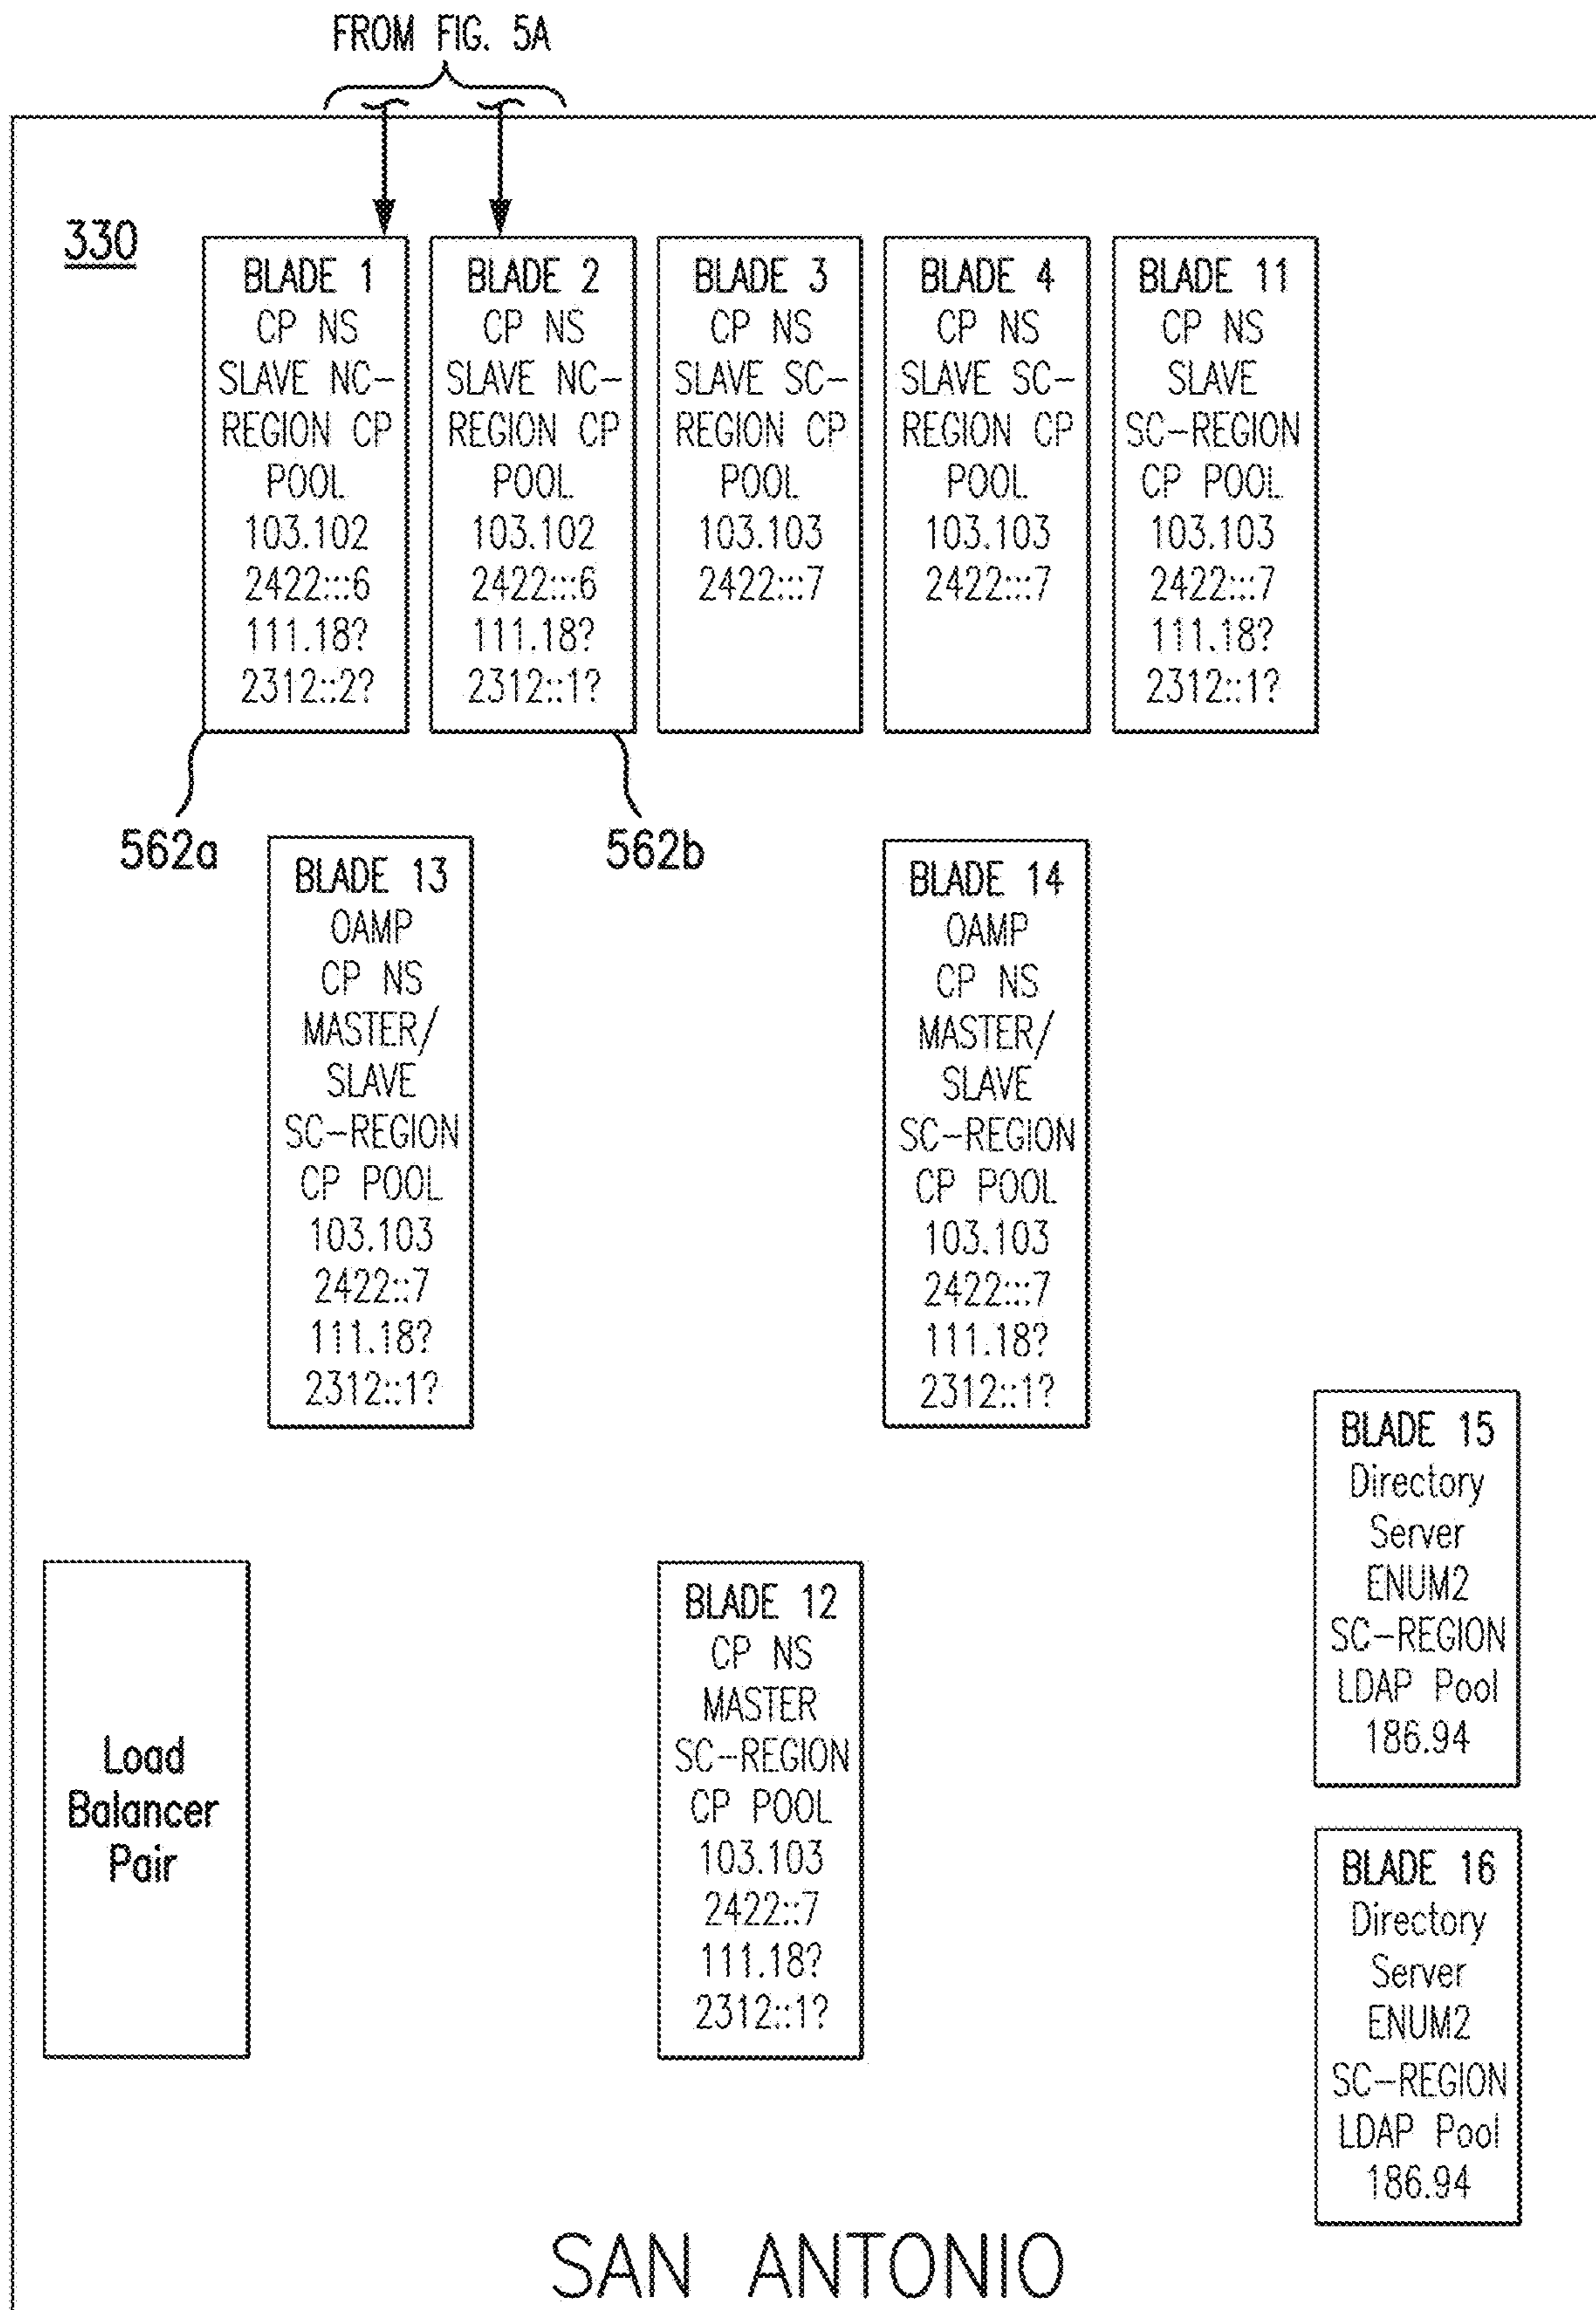 FROM FIG. 5A
330
BLADE 1
CP NS
SLAVE NC-
REGION CP
POOL
103.102
2422:::6
111.18?
2312::2?
BLADE 2
CP NS
SLAVE NC-
REGION CP
POOL
103.102
2422:::6
111.18?
2312::1?
BLADE 3
CP NS
SLAVE SC-
REGION CP
POOL
103.103
2422:::7
BLADE 4
CP NS
SLAVE SC-
REGION CP
POOL
103.103
2422:::7
BLADE 11
CP NS
SLAVE
SC-REGION
CP POOL
103.103
2422:::7
111.18?
2312::1?
562a
562b
BLADE 13
OAMP
CP NS
MASTER/
SLAVE
SC-REGION
CP POOL
103.103
2422::7
111.18?
2312::1?
BLADE 14
OAMP
CP NS
MASTER/
SLAVE
SC-REGION
CP POOL
103.103
2422:::7
111.18?
2312::1?
BLADE 15
Directory
Server
ENUM2
SC-REGION
LDAP Pool
186.94
Load
Balancer
Pair
BLADE 12
CP NS
MASTER
SC-REGION
CP POOL
103.103
2422::7
111.18?
2312::1?
BLADE 16
Directory
Server
ENUM2
SC-REGION
LDAP Pool
186.94
SAN ANTONIO